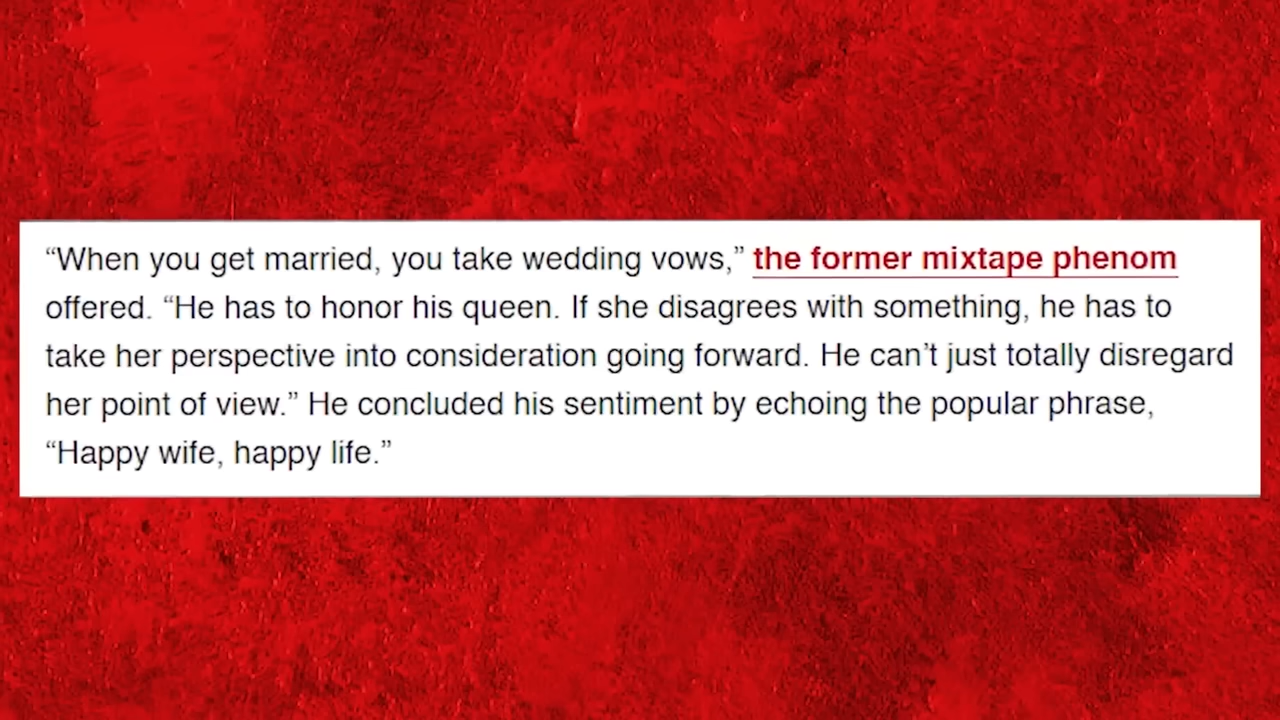 “When you get married, you take wedding vows,” the former mixtape phenom
offered. “He has to honor his queen. If she disagrees with something, he has to
take her perspective into consideration going forward. He can’t just totally disregard
her point of view.” He concluded his sentiment by echoing the popular phrase,
“Happy wife, happy life.”